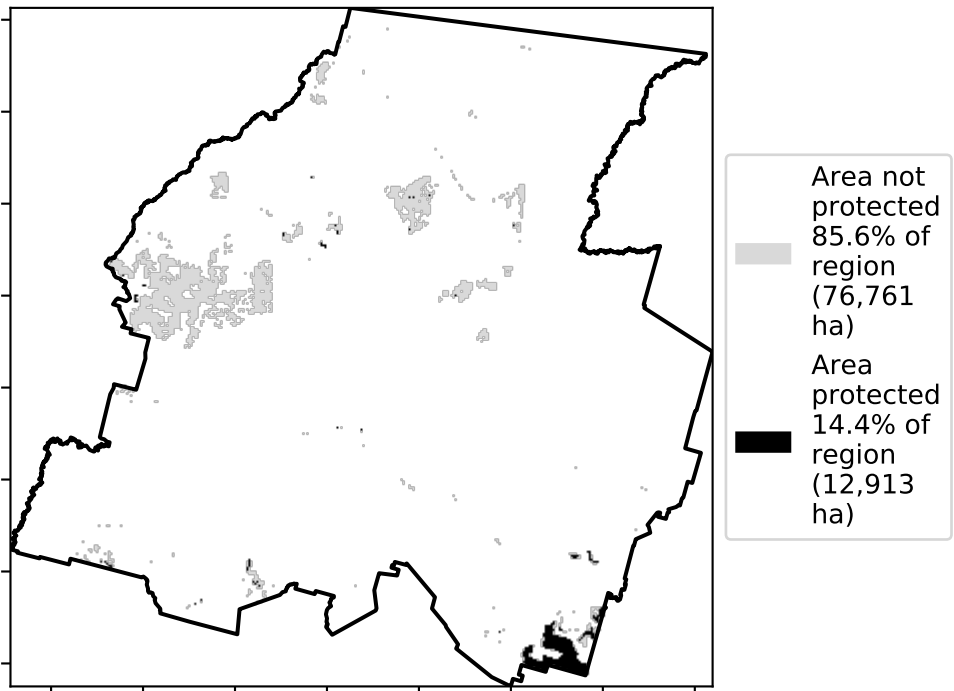 Area not
protected
85.6% of
region
(76,761
ha)
Area
protected
14.4% of
region
(12,913
ha)